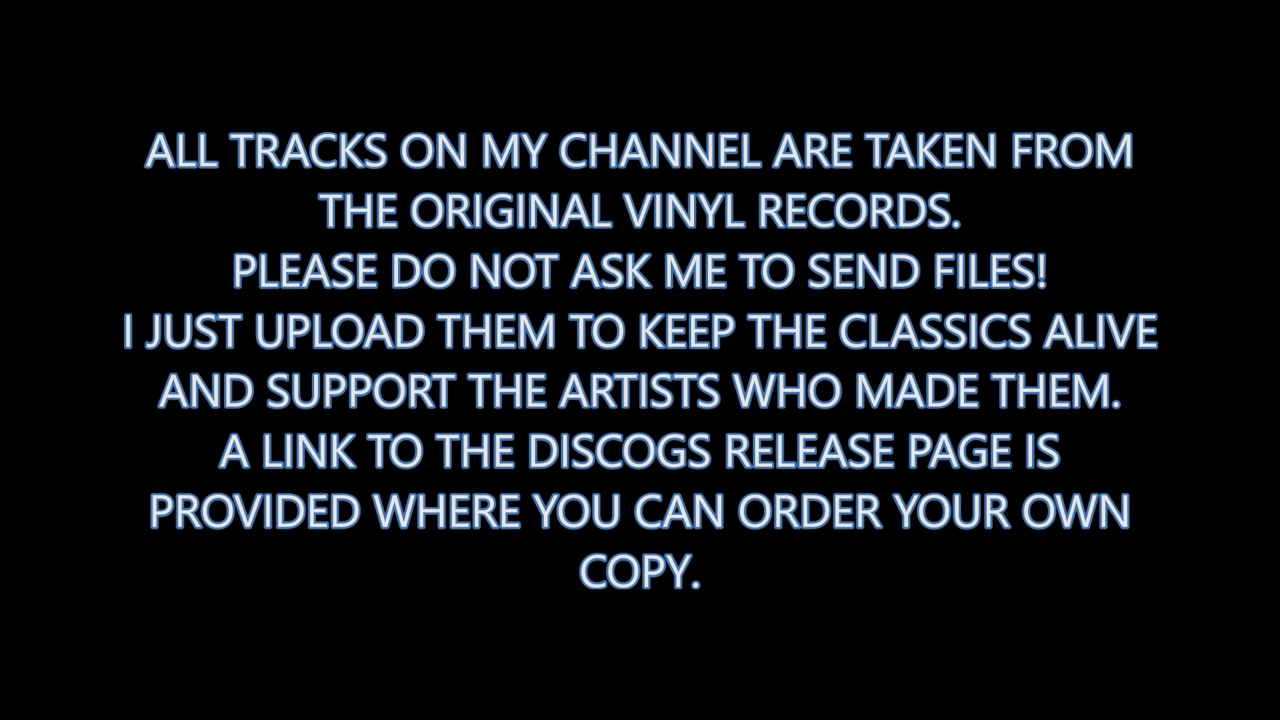 ALL TRACKS ON MY CHANNEL ARE TAKEN FROM
THE ORIGINAL VINYL RECORDS.
PLEASE DO NOT ASK ME TO SEND FILES!
I JUST UPLOAD THEM TO KEEP THE CLASSICS ALIVE
AND SUPPORT THE ARTISTS WHO MADE THEM.
A LINK TO THE DISCOGS RELEASE PAGE IS
PROVIDED WHERE YOU CAN ORDER YOUR OWN
COPY.